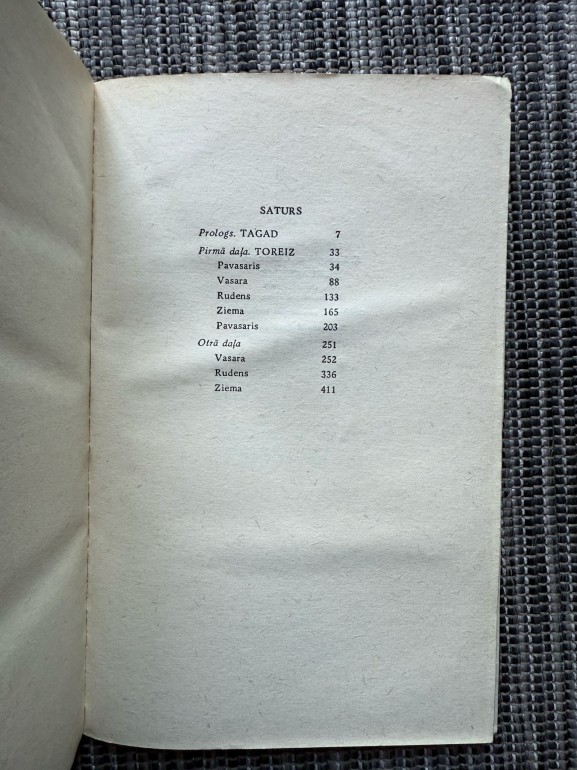 SATURS
Prologs. TAGAD 7
Pirmā daļa. TOREIZ 33
Pavasaris 34
Vasara 88
Rudens 133
Ziema 165
Pavasaris 203
Otrā daļa 251
Vasara 252
Rudens 336
Ziema 411